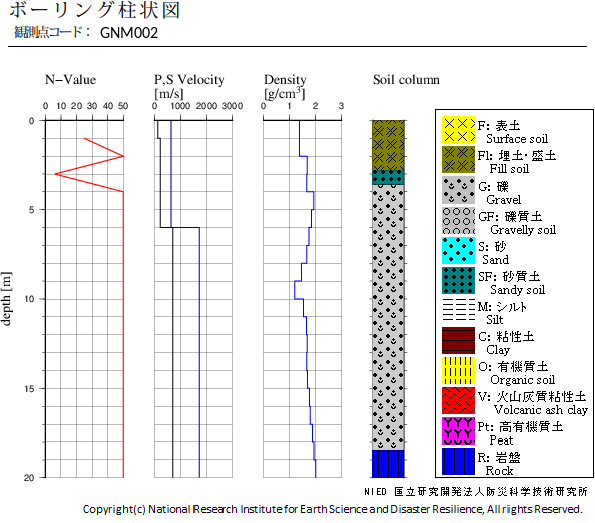 ボーリング柱状図
観測点コード： GNM002
N-Value
P,S Velocity
[m/s]
Density
[g/cm3]
Soil column
0 10 20 30 40 50
0 1000 2000 3000
0 1 2 3
0
5
10
15
20
depth [m]
F: 表土
Surface soil
Fl: 埋土・盛土
Fill soil
G: 礫
Gravel
GF: 礫質土
Gravelly soil
S: 砂
Sand
SF: 砂質土
Sandy soil
M: シルト
Silt
C: 粘性土
Clay
O: 有機質土
Organic soil
V: 火山灰質粘性土
Volcanic ash clay
Pt: 高有機質土
Peat
R: 岩盤
Rock
NIED 国立研究開発法人防災科学技術研究所
Copyright(c) National Research Institute for Earth Science and Disaster Resilience, All rights Reserved.